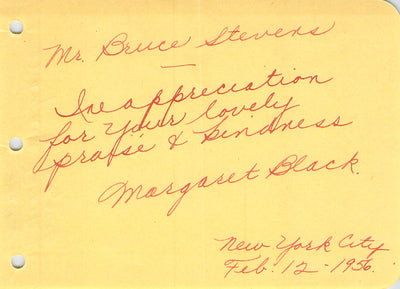 Mr. Bruce Stevens
—
In appreciation
for your lovely
praise & kindness
Margaret Black.
New York City
Feb. 12 - 1956.